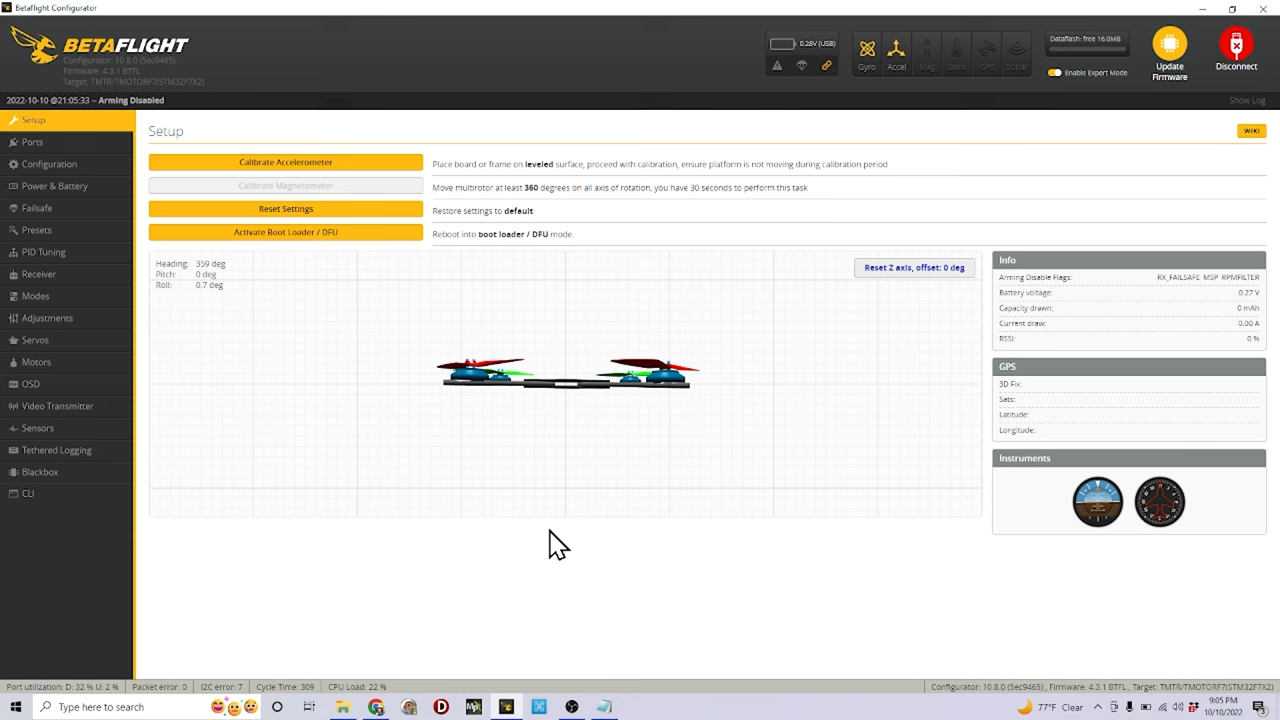 Betaflight Configurator
BETAFLIGHT
Configurator: 10.8.0 (5ec9465)
Firmware: 4.3.1 BTFL
Target: TMTR/TMOTORF7(STM32F7X2)
0.28V (USB)
Gyro
Accel
Mag
Baro
GPS
Sonar
Dataflash: free 16.0MB
Enable Expert Mode
Update
Firmware
Disconnect
2022-10-10 @21:05:33 -- Arming Disabled
Show Log
Setup
Ports
Configuration
Power & Battery
Failsafe
Presets
PID Tuning
Receiver
Modes
Adjustments
Servos
Motors
OSD
Video Transmitter
Sensors
Tethered Logging
Blackbox
CLI
Setup
WIKI
Calibrate Accelerometer
Place board or frame on leveled surface, proceed with calibration, ensure platform is not moving during calibration period
Calibrate Magnetometer
Move multirotor at least 360 degrees on all axis of rotation, you have 30 seconds to perform this task
Reset Settings
Restore settings to default
Activate Boot Loader / DFU
Reboot into boot loader / DFU mode
Heading: 359 deg
Pitch: 0 deg
Roll: 0.7 deg
Reset Z axis, offset: 0 deg
Info
Arming Disable Flags: RX_FAILSAFE MSP RPMFILTER
Battery voltage: 0.27 V
Capacity drawn: 0 mAh
Current draw: 0.00 A
RSSI: 0 %
GPS
3D Fix:
Sats:
Latitude:
Longitude:
Instruments
Port utilization: D: 32 % U: 2 %
Packet error: 0
I2C error: 7
Cycle Time: 309
CPU Load: 22 %
Configurator: 10.8.0 (5ec9465), Firmware: 4.3.1 BTFL, Target: TMTR/TMOTORF7(STM32F7X2)
Type here to search
77°F Clear
9:05 PM
10/10/2022